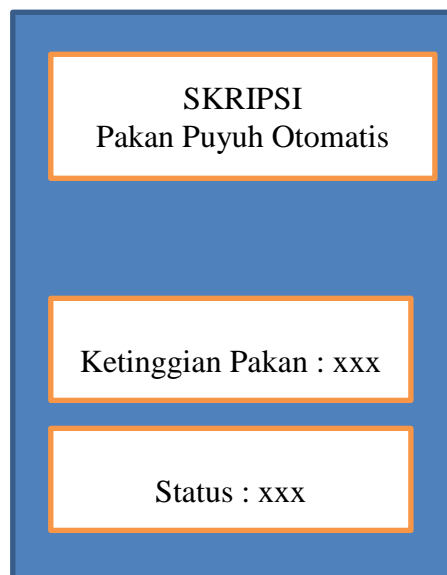 SKRIPSI
Pakan Puyuh Otomatis
Ketinggian Pakan : xxx
Status : xxx